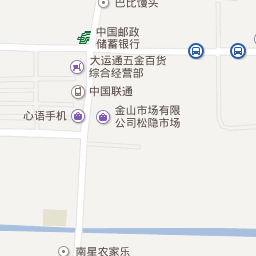 巴比馒头
中国邮政
储蓄银行
大运通五金百货
综合经营部
中国联通
心语手机
金山市场有限
公司松隐市场
南星农家乐